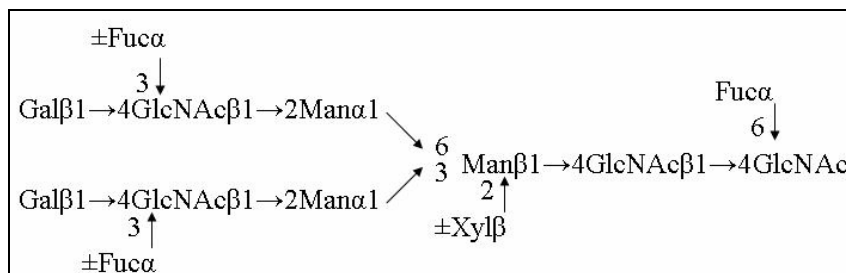 ±Fucα
3
Galβ1→4GlcNAcβ1→2Manα1
Fucα
6
6
3
Manβ1→4GlcNAcβ1→4GlcNAc
2
±Xylβ
Galβ1→4GlcNAcβ1→2Manα1
3
±Fucα